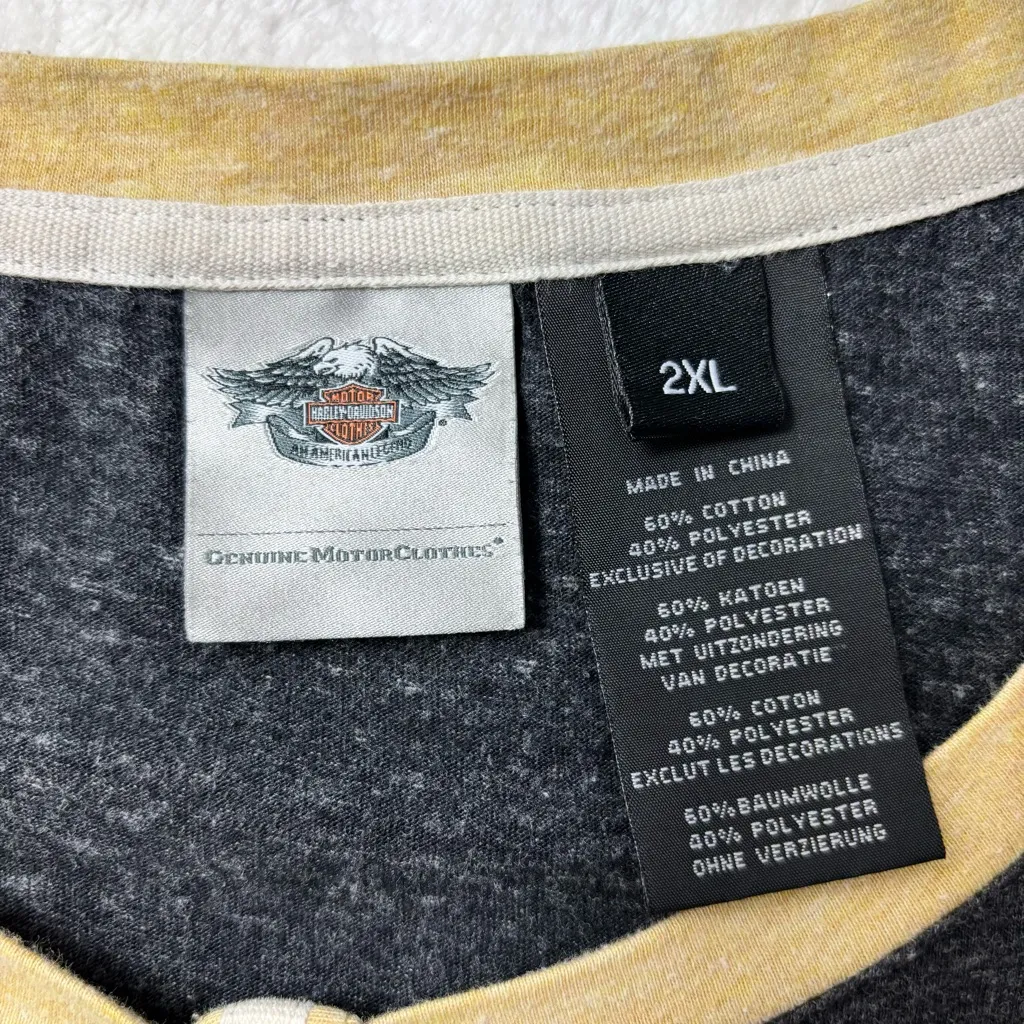 MOTOR
HARLEY-DAVIDSON
CLOTHES
AN AMERICAN LEGEND
®
GENUINE MOTORCLOTHES®
2XL
MADE IN CHINA
60% COTTON
40% POLYESTER
EXCLUSIVE OF DECORATION
60% KATOEN
40% POLYESTER
MET UITZONDERING
VAN DECORATIE
60% COTON
40% POLYESTER
EXCLUT LES DECORATIONS
60%BAUMWOLLE
40% POLYESTER
OHNE VERZIERUNG